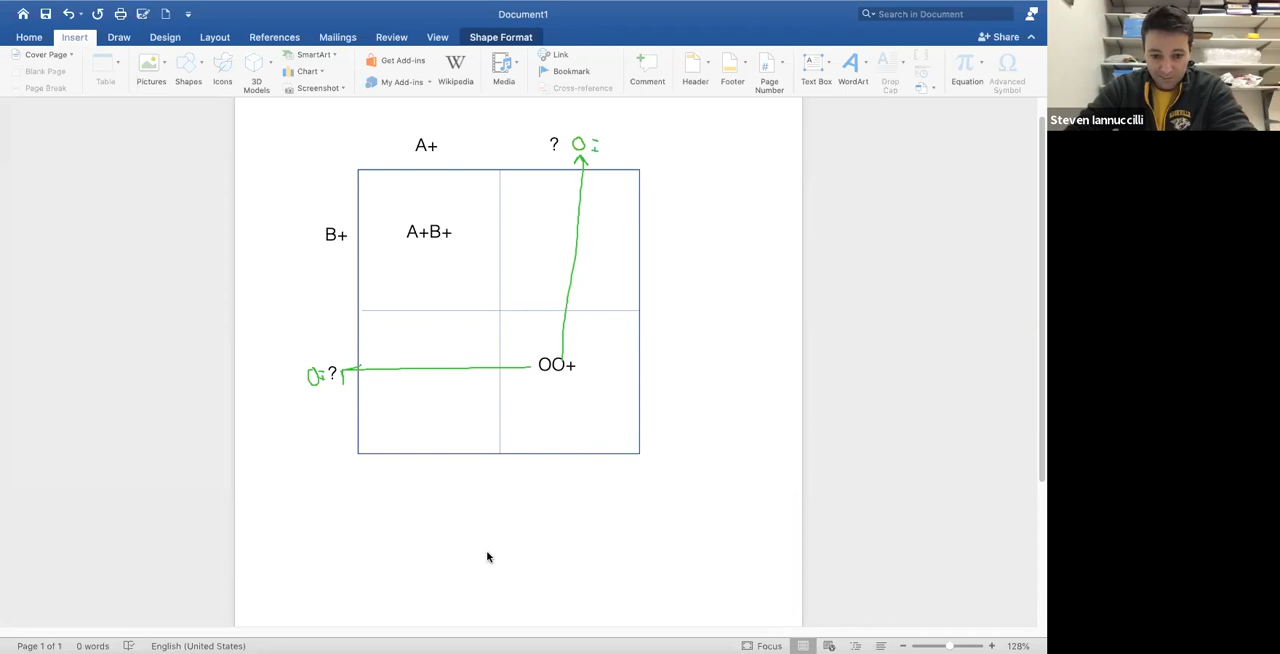 Document1
Search in Document
Home Insert Draw Design Layout References Mailings Review View Shape Format Share
Cover Page
Blank Page
Page Break
Table
Pictures
Shapes
Icons
3D Models
SmartArt
Chart
Screenshot
Get Add-ins
My Add-ins
Wikipedia
Media
Link
Bookmark
Cross-reference
Comment
Header
Footer
Page Number
Text Box
WordArt
Drop Cap
Equation
Advanced Symbol
Steven Iannuccilli
A+ ? O
B+ A+B+
O ? OO+
Page 1 of 1 0 words English (United States) Focus 128%